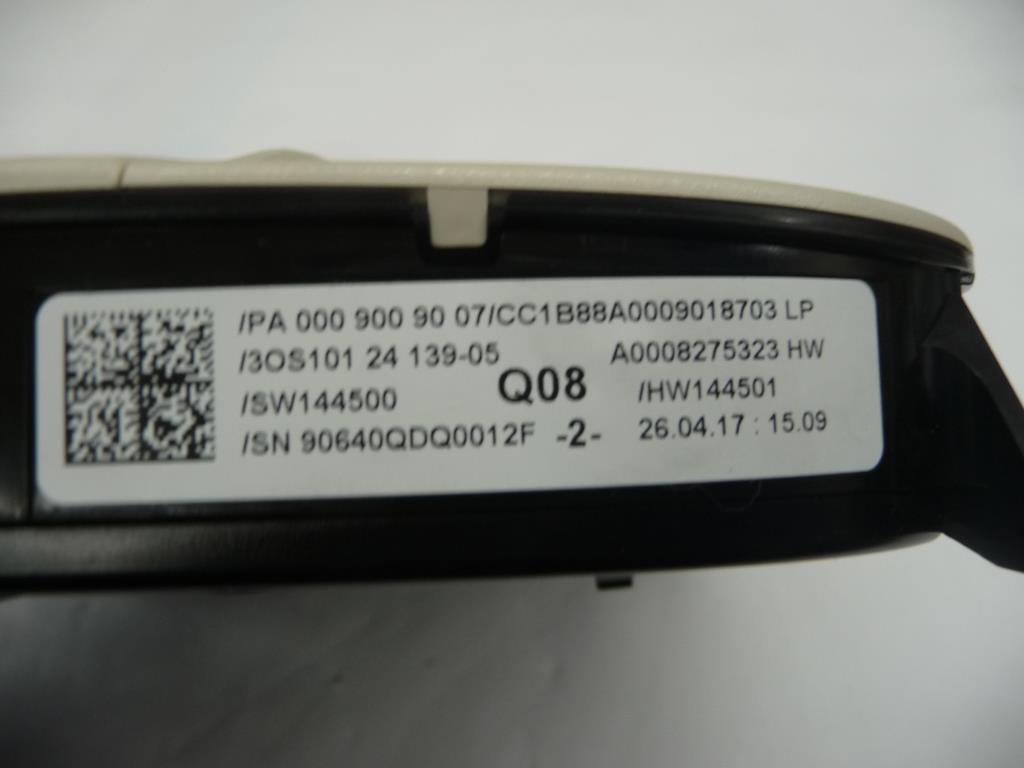 /PA 000 900 90 07/CC1B88A0009018703 LP
/3OS101 24 139-05 A0008275323 HW
/SW144500 Q08 /HW144501
/SN 90640QDQ0012F -2- 26.04.17 : 15.09